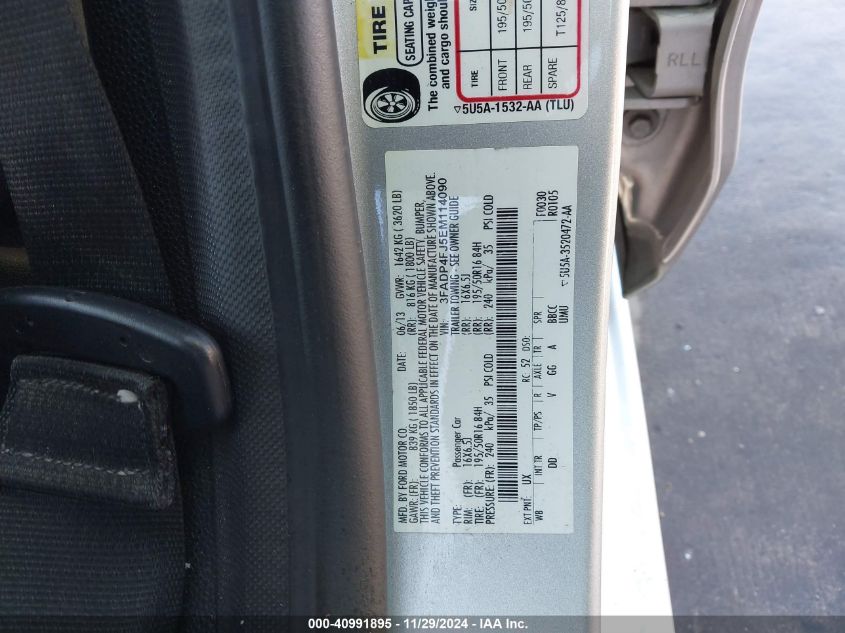 TIRE
SEATING CAP
The combined weig
and cargo shou
TIRE
FRONT 195/50
REAR 195/50
SPARE T125/8
5U5A-1532-AA (TLU)
RLL
MFD. BY FORD MOTOR CO.
DATE: 06/13 GVWR: 1642 KG ( 3620 LB)
GAWR: (FR): 839 KG ( 1850 LB) (RR): 816 KG ( 1800 LB)
THIS VEHICLE CONFORMS TO ALL APPLICABLE FEDERAL MOTOR VEHICLE SAFETY, BUMPER,
AND THEFT PREVENTION STANDARDS IN EFFECT ON THE DATE OF MANUFACTURE SHOWN ABOVE.
VIN: 3FADP4FJ5EM114090
TYPE: Passenger Car TRAILER TOWING - SEE OWNER GUIDE
RIM: (FR): 16X6.5J (RR): 16X6.5J
TIRE: (FR): 195/50R16 84H (RR): 195/50R16 84H
PRESSURE (FR): 240 kPa/ 35 PSI COLD (RR): 240 kPa/ 35 PSI COLD
F0030
R0105
EXT PNT: UX RC: 52 DSO:
WB INT TR TP/PS R AXLE TR SPR
DD V GG A BBCC
UMU
5U5A-3520472-AA
000-40991895 - 11/29/2024 - IAA Inc.